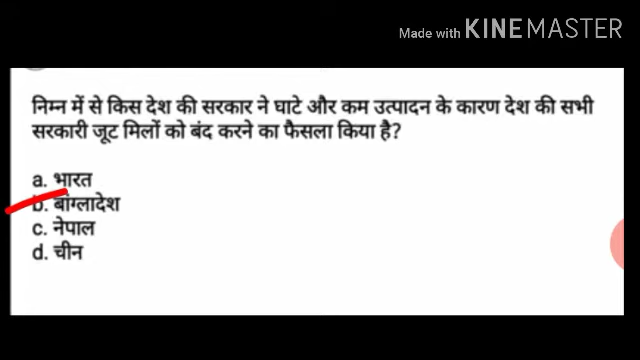 Made with KINEMASTER
निम्न में से किस देश की सरकार ने घाटे और कम उत्पादन के कारण देश की सभी
सरकारी जूट मिलों को बंद करने का फैसला किया है?
a. भारत
b. बांग्लादेश
c. नेपाल
d. चीन